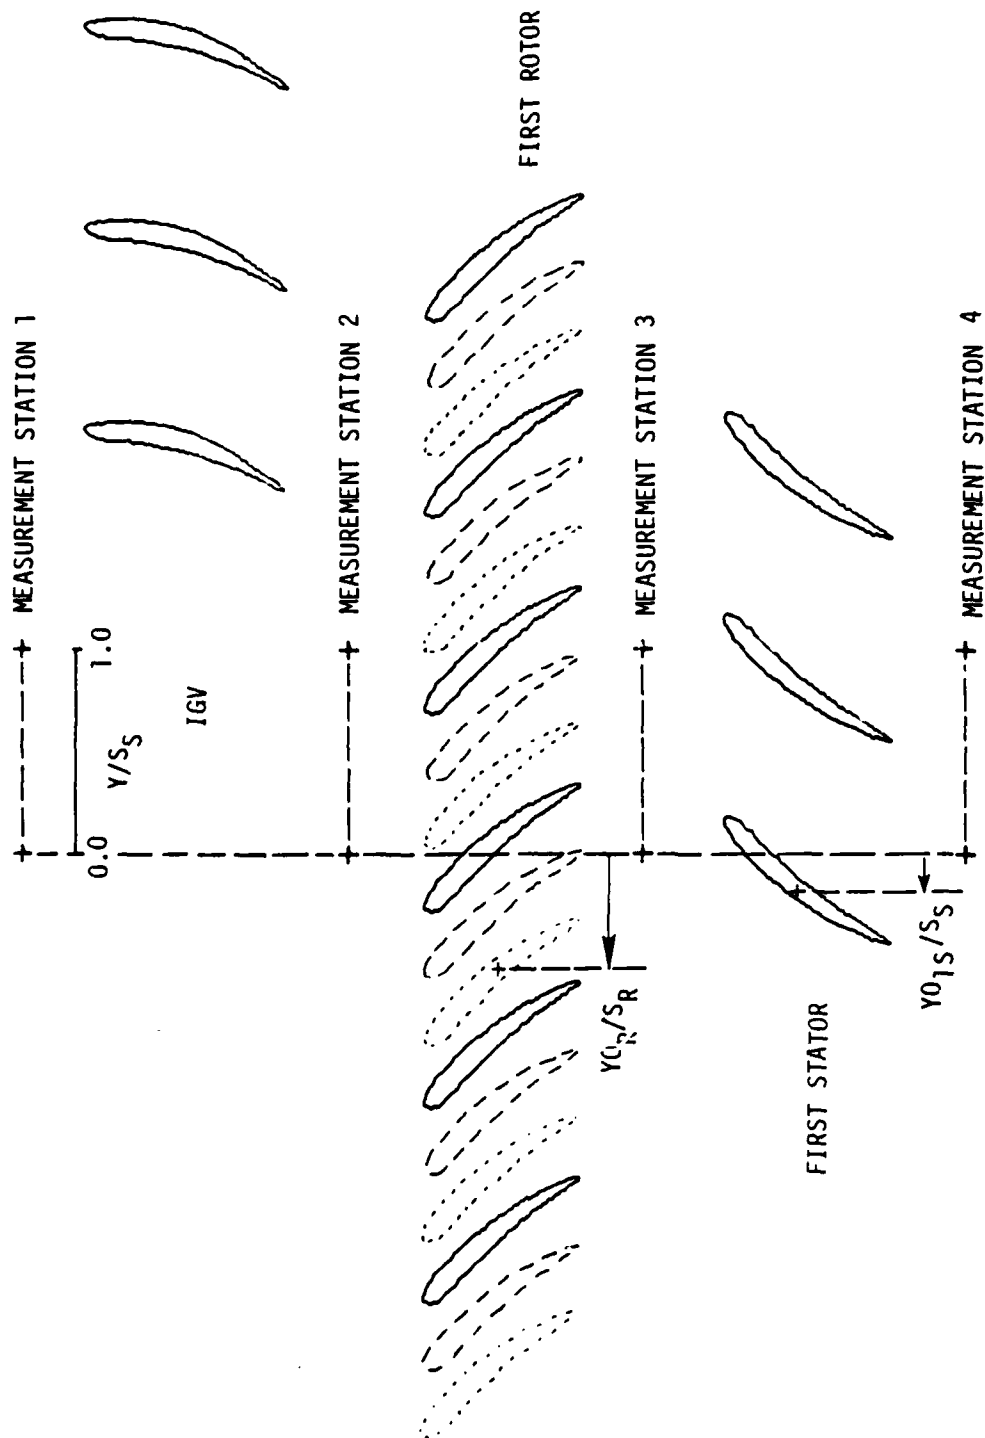 MEASUREMENT STATION 1
0.0
1.0
Y/S_S
IGV
MEASUREMENT STATION 2
FIRST ROTOR
MEASUREMENT STATION 3
/S_R
FIRST STATOR
YO_1S/S_S
MEASUREMENT STATION 4